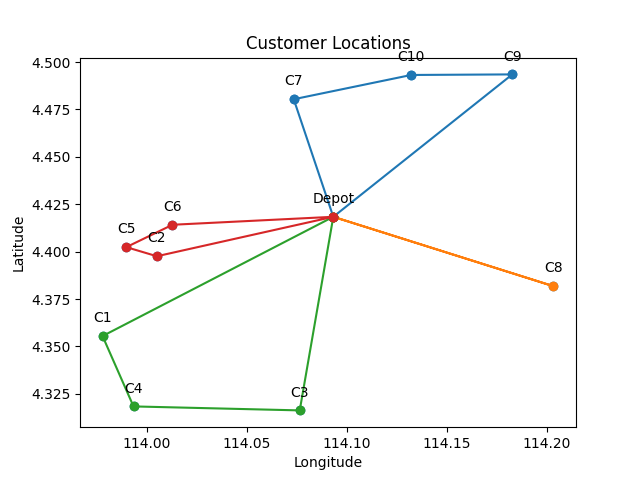 Customer Locations
4.500
4.475
4.450
4.425
4.400
4.375
4.350
4.325
Latitude
C10
C9
C7
Depot
C6
C5
C2
C8
C1
C4
C3
114.00
114.05
114.10
114.15
114.20
Longitude